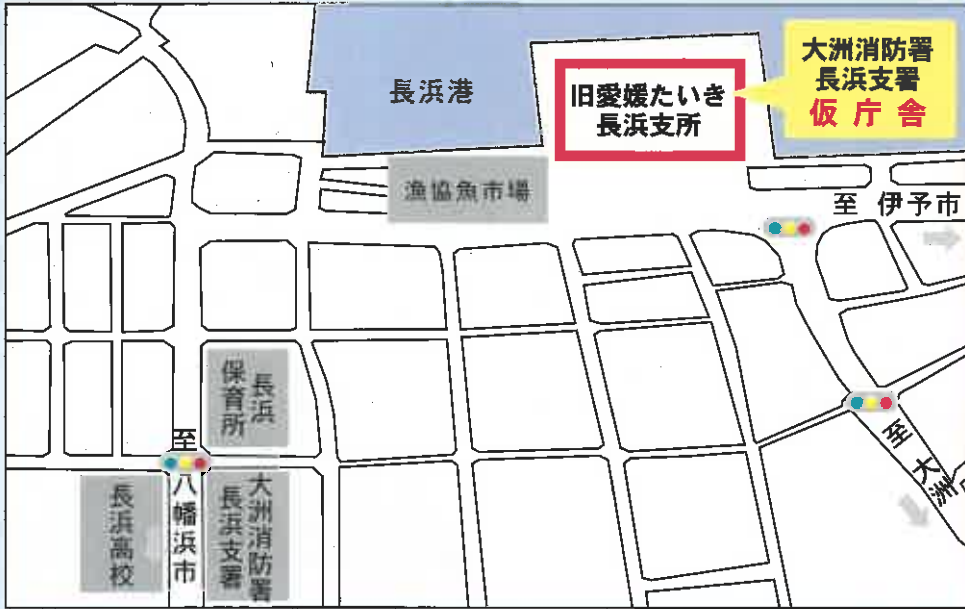 長浜港
旧愛媛たいき
長浜支所
大洲消防署
長浜支署
仮庁舎
漁協魚市場
至 伊予市
長浜
保育所
至
八幡浜市
長浜高校
大洲消防署
長浜支署
至 大洲